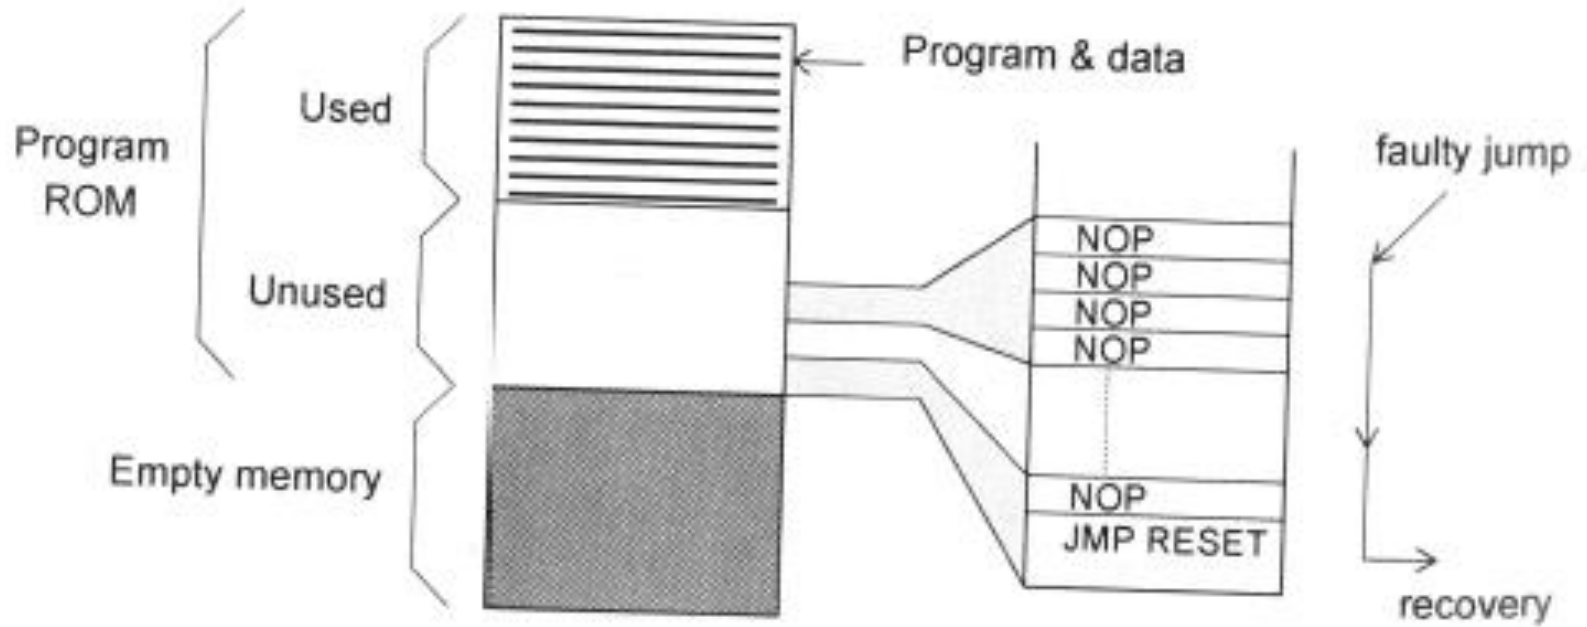 Program & data
Used
Program
ROM
Unused
Empty memory
faulty jump
NOP
NOP
NOP
NOP
NOP
JMP RESET
recovery